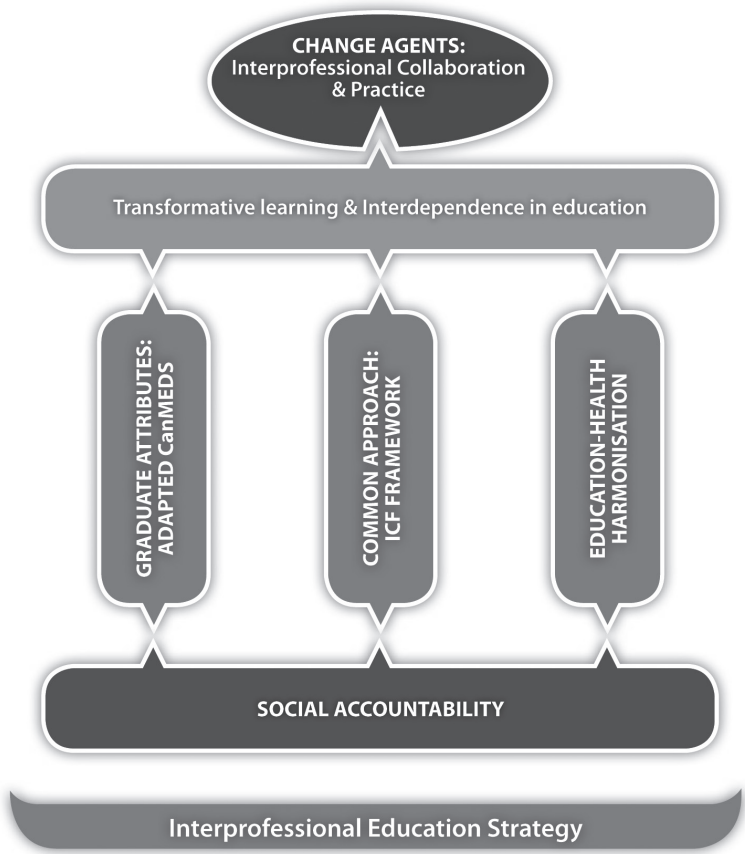 CHANGE AGENTS:
Interprofessional Collaboration
& Practice
Transformative learning & Interdependence in education
GRADUATE ATTRIBUTES:
ADAPTED CanMEDS
COMMON APPROACH:
ICF FRAMEWORK
EDUCATION-HEALTH
HARMONISATION
SOCIAL ACCOUNTABILITY
Interprofessional Education Strategy